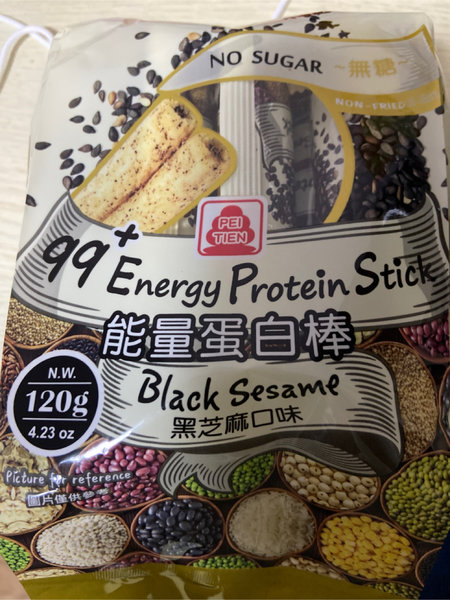 NO SUGAR ~無糖~
NON-FRIED
PEI
TIEN
99+ Energy Protein Stick
能量蛋白棒
N.W.
120g
4.23 oz
Black Sesame
黑芝麻口味
Picture for reference
圖片僅供參考